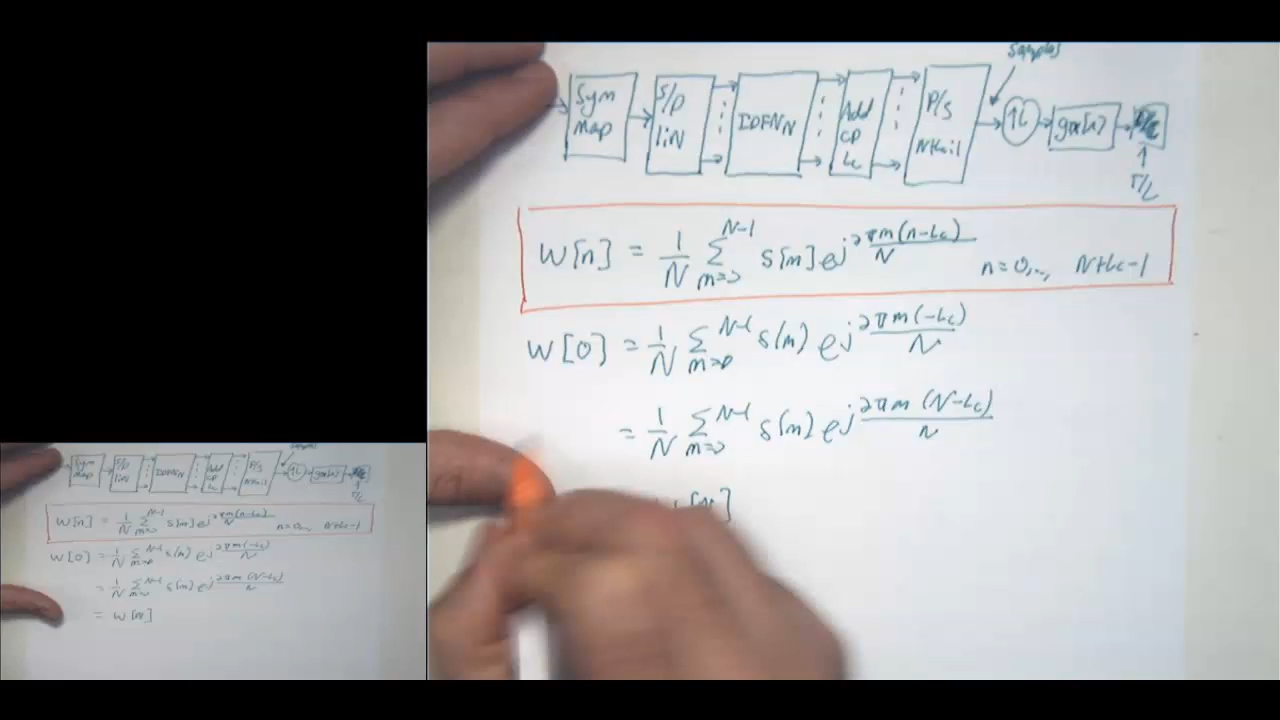 samples
Sym map
S/P 1:N
IDFT N
Add CP Lc
P/S N+Lc:1
↑L
gtx[n]
D/C
↑
T/L
w[n] = 1/N Σ_{m=0}^{N-1} s[m] e^{j2πm(n-Lc)/N} n=0,..., N+Lc-1
w[0] = 1/N Σ_{m=0}^{N-1} s[m] e^{j2πm(-Lc)/N}
= 1/N Σ_{m=0}^{N-1} s[m] e^{j2πm(N-Lc)/N}
= w[N]